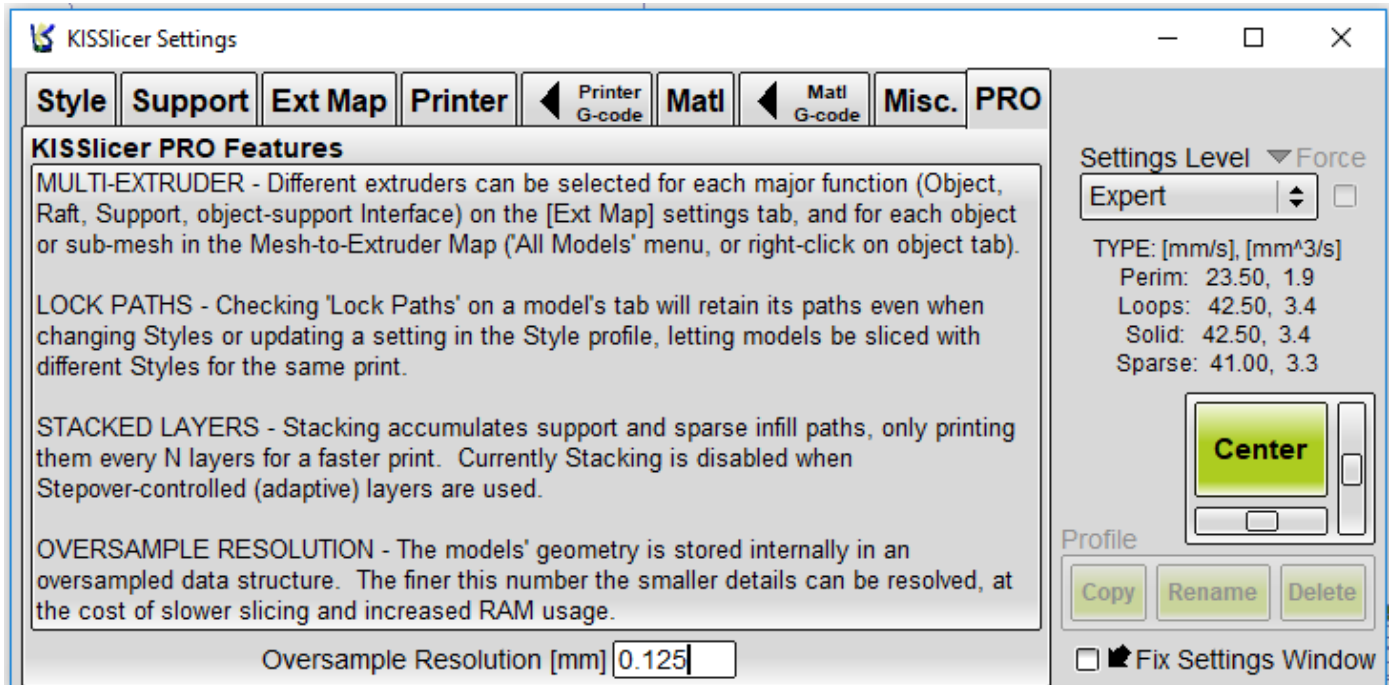 KISSlicer Settings
Style Support Ext Map Printer Printer G-code Matl Matl G-code Misc. PRO
KISSlicer PRO Features
MULTI-EXTRUDER - Different extruders can be selected for each major function (Object,
Raft, Support, object-support Interface) on the [Ext Map] settings tab, and for each object
or sub-mesh in the Mesh-to-Extruder Map ('All Models' menu, or right-click on object tab).
LOCK PATHS - Checking 'Lock Paths' on a model's tab will retain its paths even when
changing Styles or updating a setting in the Style profile, letting models be sliced with
different Styles for the same print.
STACKED LAYERS - Stacking accumulates support and sparse infill paths, only printing
them every N layers for a faster print.  Currently Stacking is disabled when
Stepover-controlled (adaptive) layers are used.
OVERSAMPLE RESOLUTION - The models' geometry is stored internally in an
oversampled data structure.  The finer this number the smaller details can be resolved, at
the cost of slower slicing and increased RAM usage.
Oversample Resolution [mm] 0.125
Settings Level Force
Expert
TYPE: [mm/s], [mm^3/s]
Perim: 23.50, 1.9
Loops: 42.50, 3.4
Solid: 42.50, 3.4
Sparse: 41.00, 3.3
Center
Profile
Copy Rename Delete
Fix Settings Window